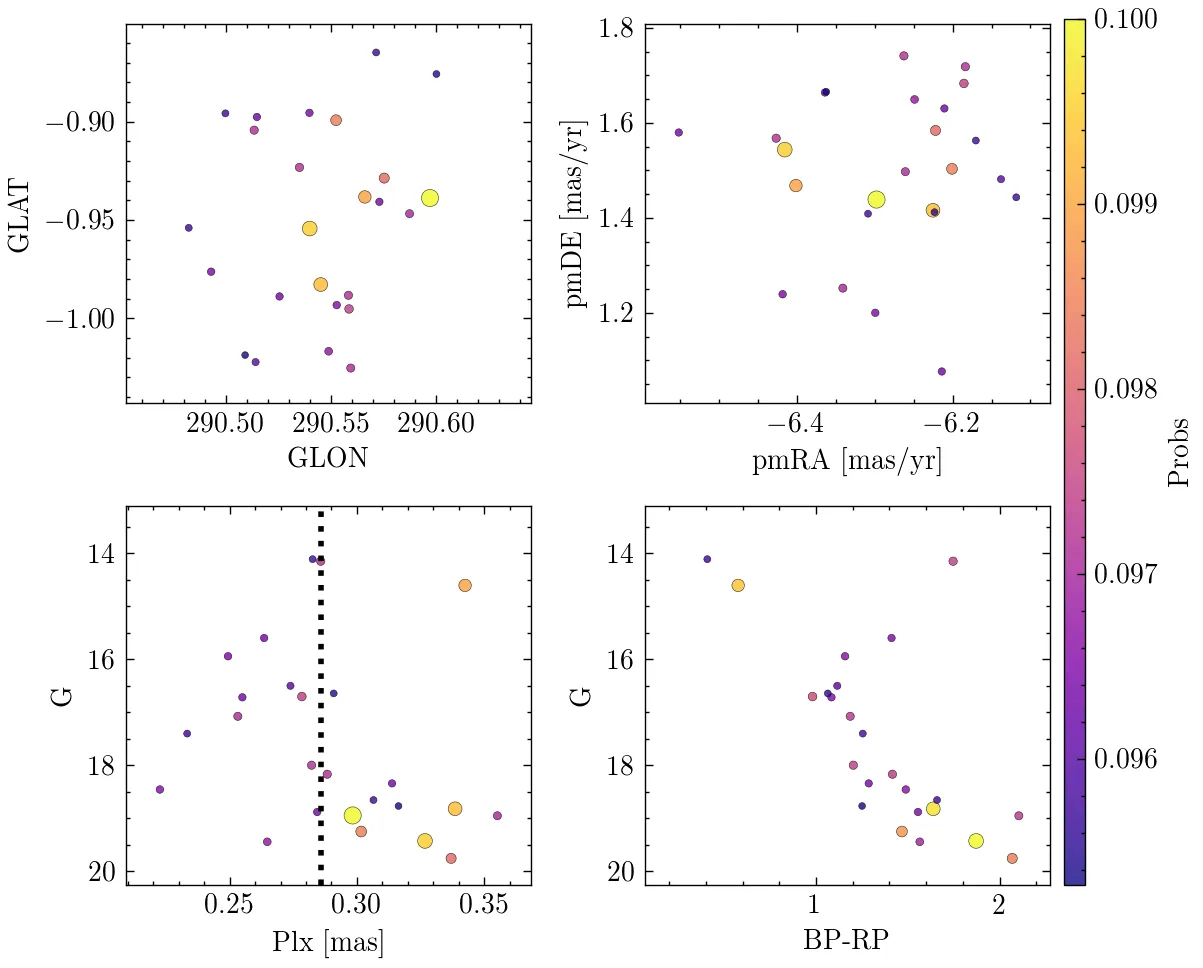 −0.90
−0.95
−1.00
GLAT
290.50 290.55 290.60
GLON
1.8
1.6
1.4
1.2
pmDE [mas/yr]
−6.4 −6.2
pmRA [mas/yr]
14
16
18
20
G
0.25 0.30 0.35
Plx [mas]
14
16
18
20
G
1 2
BP-RP
0.100
0.099
0.098
0.097
0.096
Probs